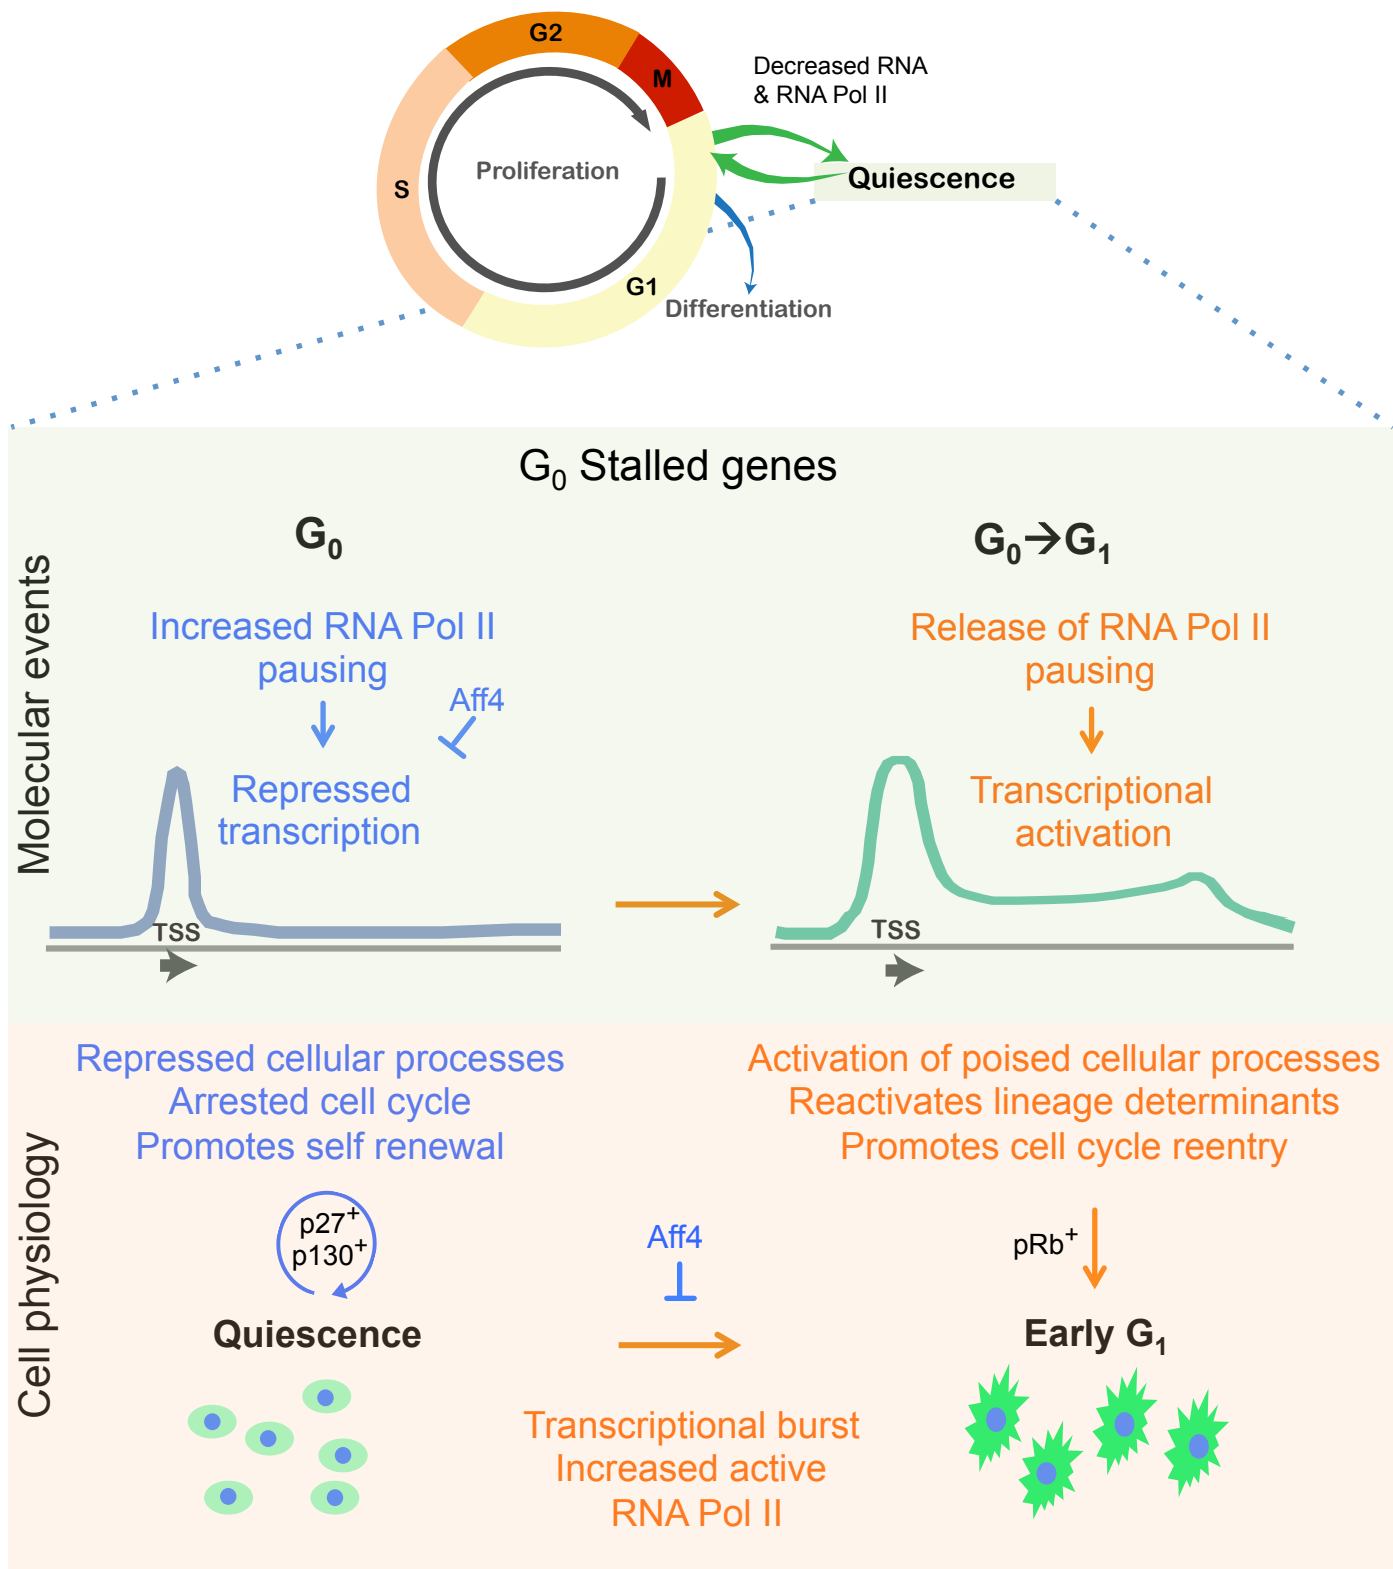 G2
M
Decreased RNA
& RNA Pol II
Proliferation
S
Quiescence
G1
Differentiation
G₀ Stalled genes
Molecular events
G₀
G₀→G₁
Increased RNA Pol II
pausing
Aff4
Repressed
transcription
TSS
Release of RNA Pol II
pausing
Transcriptional
activation
TSS
Cell physiology
Repressed cellular processes
Arrested cell cycle
Promotes self renewal
p27⁺
p130⁺
Quiescence
Aff4
Transcriptional burst
Increased active
RNA Pol II
Activation of poised cellular processes
Reactivates lineage determinants
Promotes cell cycle reentry
pRb⁺
Early G₁